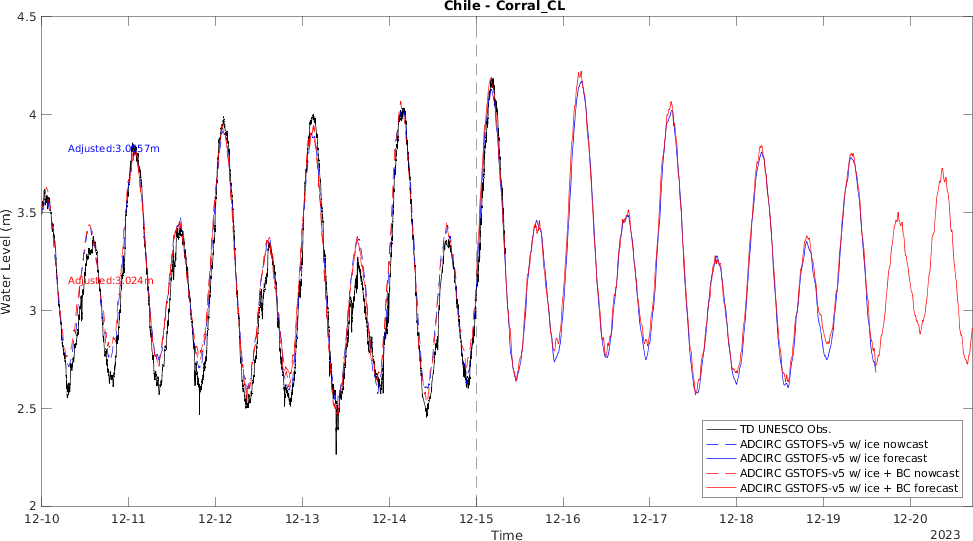 Chile - Corral_CL
4.5
4
3.5
3
2.5
2
Water Level (m)
Adjusted:3.0157m
Adjusted:3.024m
TD UNESCO Obs.
ADCIRC GSTOFS-v5 w/ ice nowcast
ADCIRC GSTOFS-v5 w/ ice forecast
ADCIRC GSTOFS-v5 w/ ice + BC nowcast
ADCIRC GSTOFS-v5 w/ ice + BC forecast
12-10 12-11 12-12 12-13 12-14 12-15 12-16 12-17 12-18 12-19 12-20
Time
2023